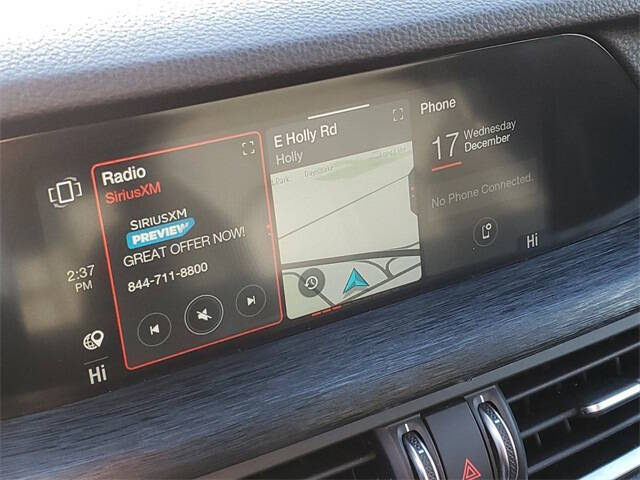 Radio
SiriusXM
SIRIUSXM
PREVIEW
GREAT OFFER NOW!
844-711-8800
2:37
PM
Hi
E Holly Rd
Holly
Phone
17
Wednesday
December
No Phone Connected.
Hi